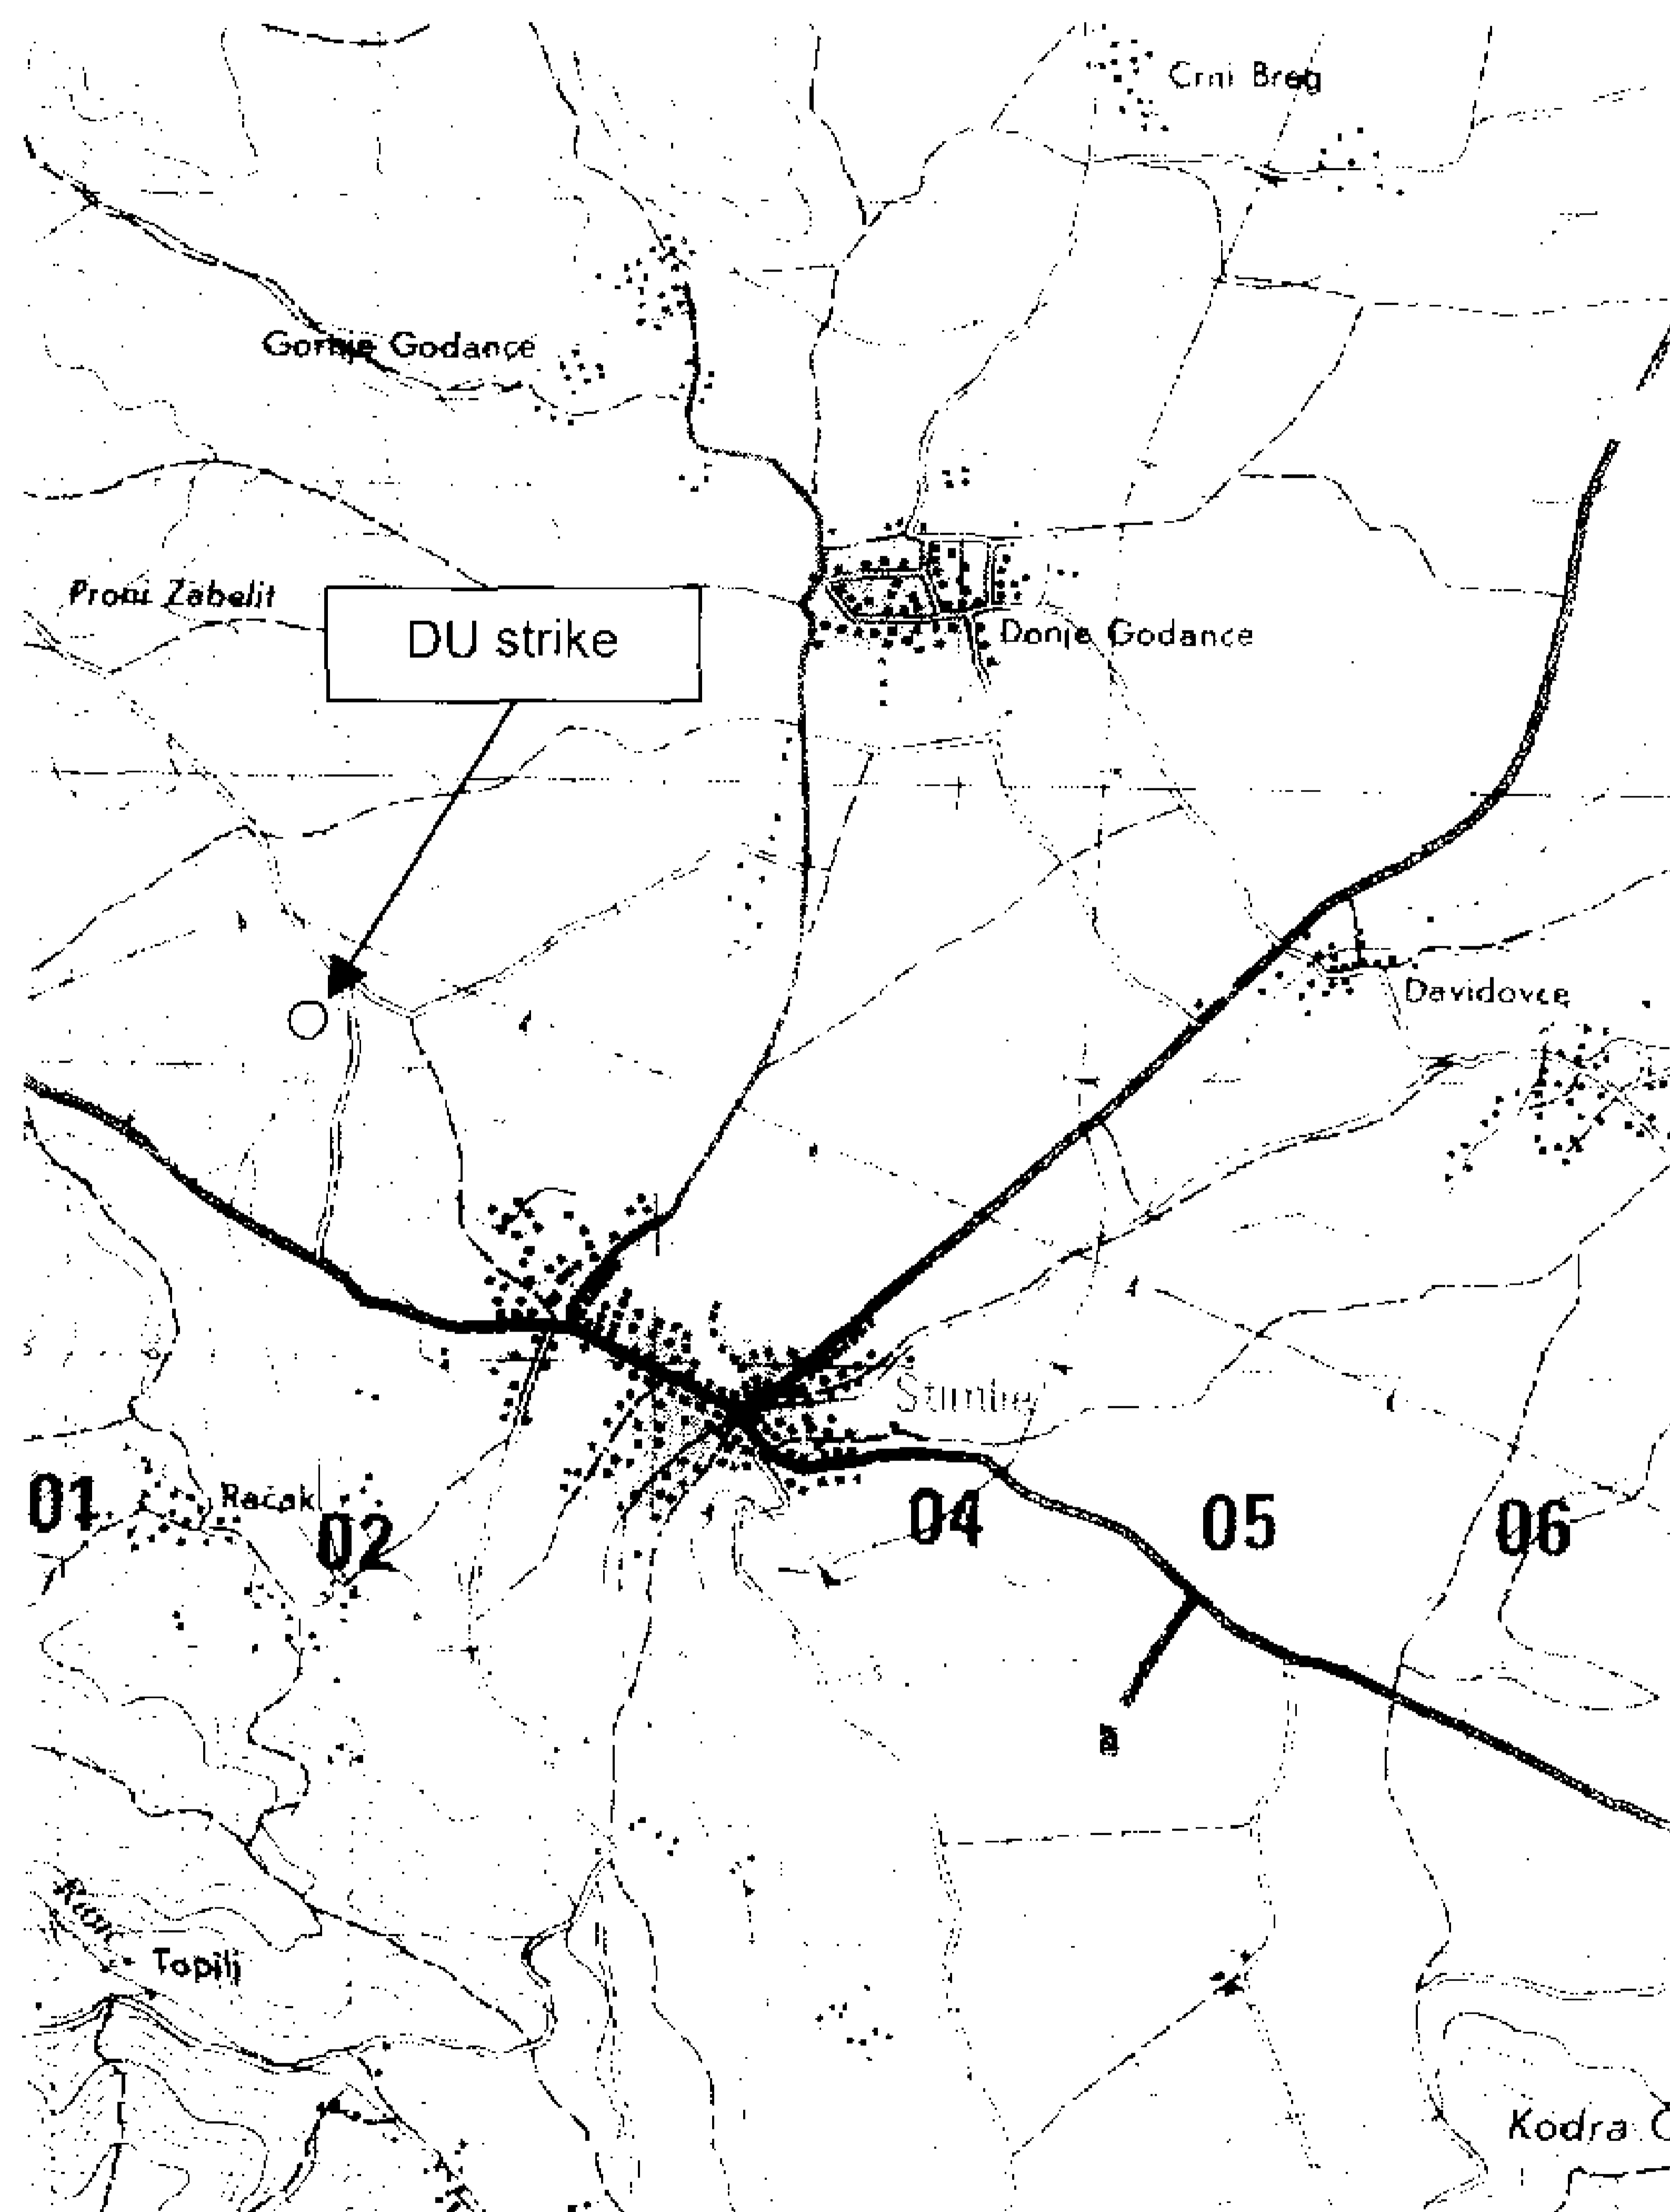 Crni Breg
Gornje Godance
Proni Zabelit
DU strike
Donje Godance
Davidovce
Štimlje
01
Račak
02
04
05
06
a
Topilj
Kodra